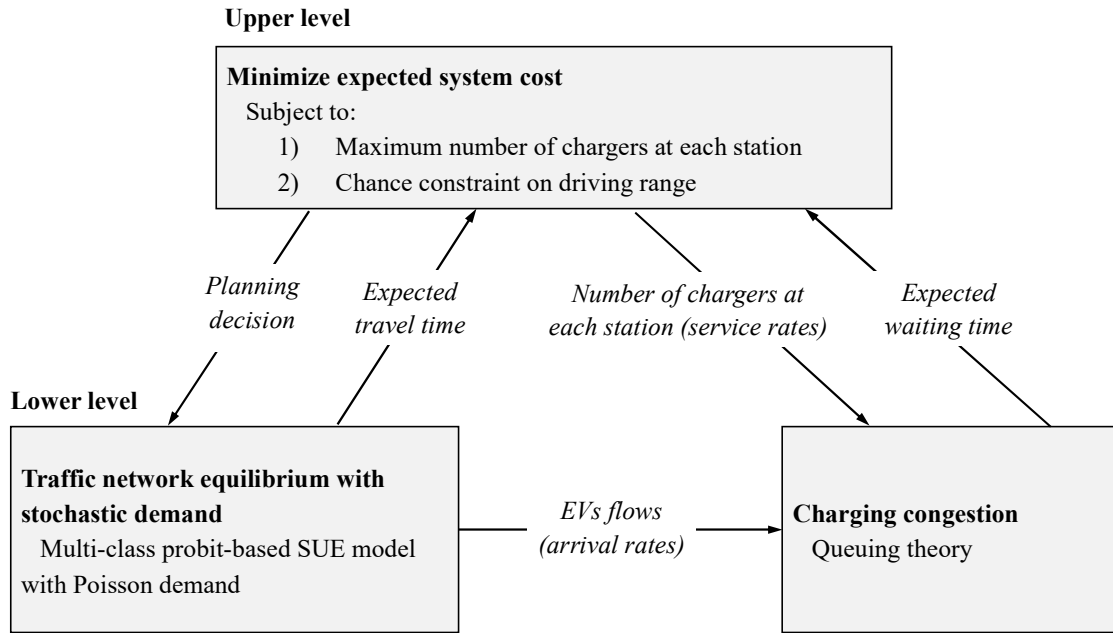 Upper level
Minimize expected system cost
Subject to:
1) Maximum number of chargers at each station
2) Chance constraint on driving range
Planning
decision
Expected
travel time
Number of chargers at
each station (service rates)
Expected
waiting time
Lower level
Traffic network equilibrium with
stochastic demand
Multi-class probit-based SUE model
with Poisson demand
EVs flows
(arrival rates)
Charging congestion
Queuing theory